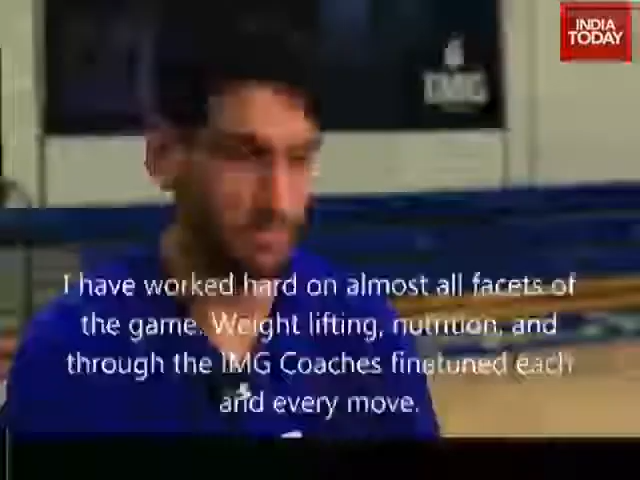 INDIA
TODAY
IMG
I have worked hard on almost all facets of
the game. Weight lifting, nutrition, and
through the IMG Coaches finetuned each
and every move.